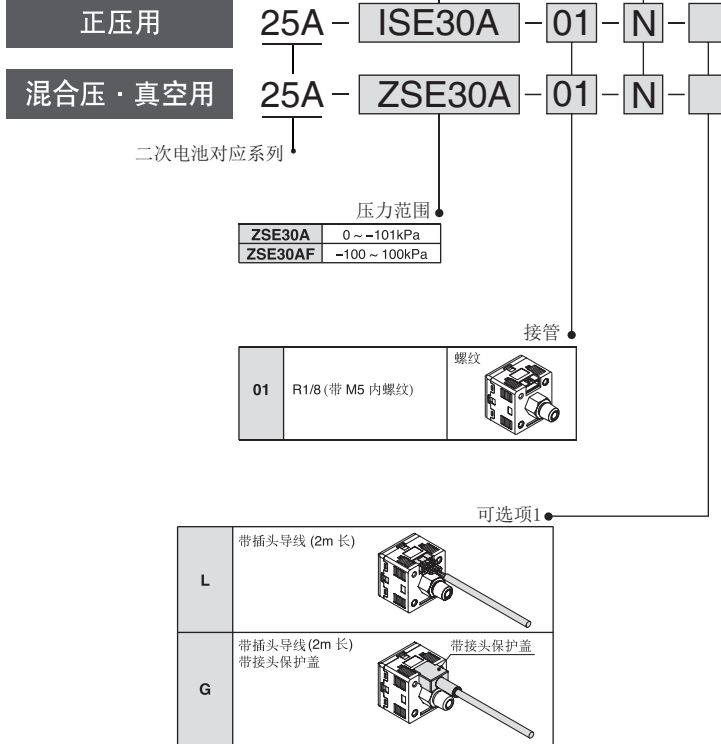 正压用
25A – ISE30A – 01 – N –
混合压·真空用
25A – ZSE30A – 01 – N –
二次电池对应系列
压力范围
ZSE30A 0 ~ –101kPa
ZSE30AF –100 ~ 100kPa
接管
01 R1/8 (带 M5 内螺纹) 螺纹
可选项1
L 带插头导线 (2m 长)
G 带插头导线 (2m 长)
带接头保护盖
带接头保护盖